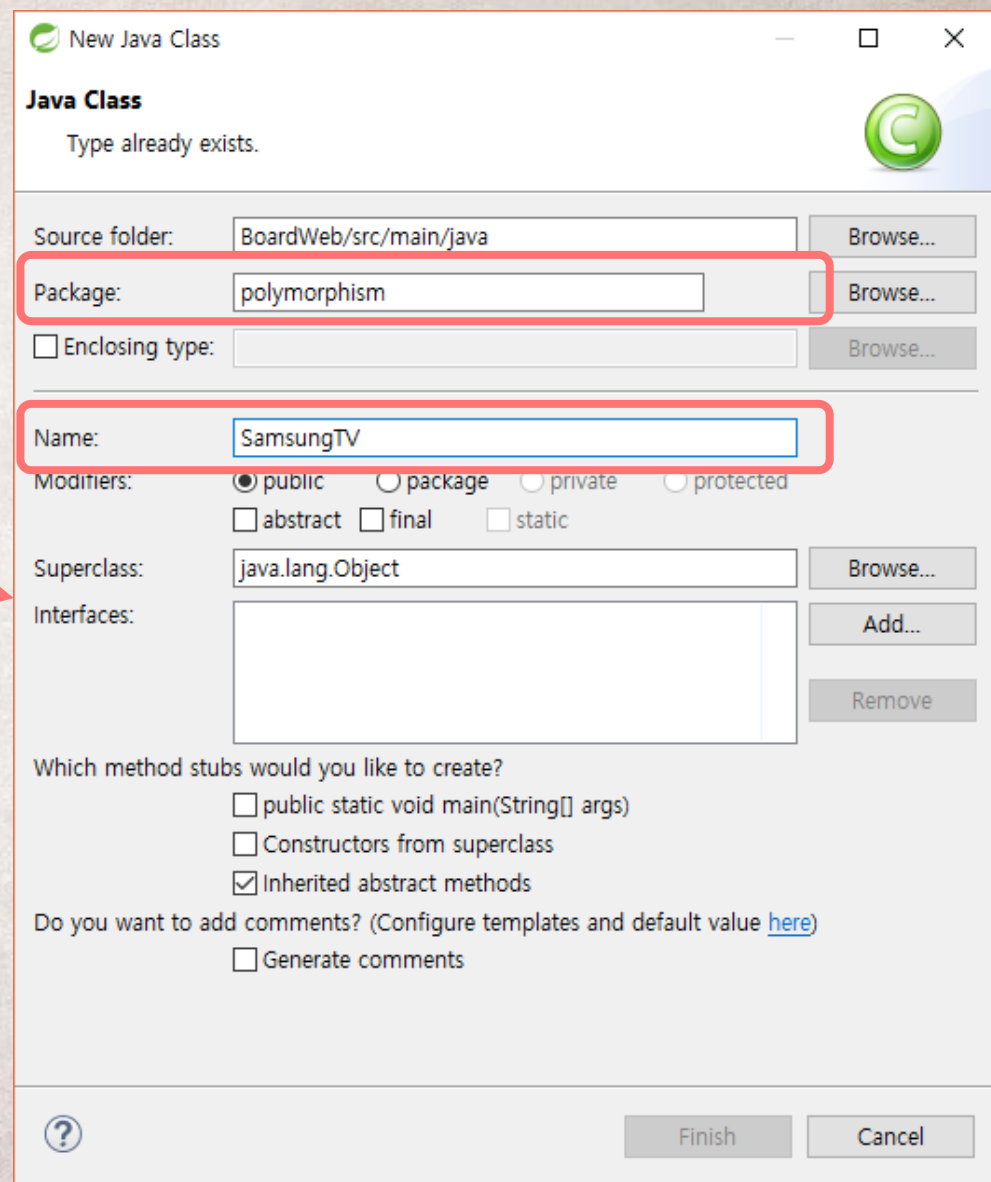 New Java Class
Java Class
Type already exists.
Source folder: BoardWeb/src/main/java Browse...
Package: polymorphism Browse...
Enclosing type: Browse...
Name: SamsungTV
Modifiers: public package private protected
abstract final static
Superclass: java.lang.Object Browse...
Interfaces: Add...
Remove
Which method stubs would you like to create?
public static void main(String[] args)
Constructors from superclass
Inherited abstract methods
Do you want to add comments? (Configure templates and default value here)
Generate comments
Finish Cancel